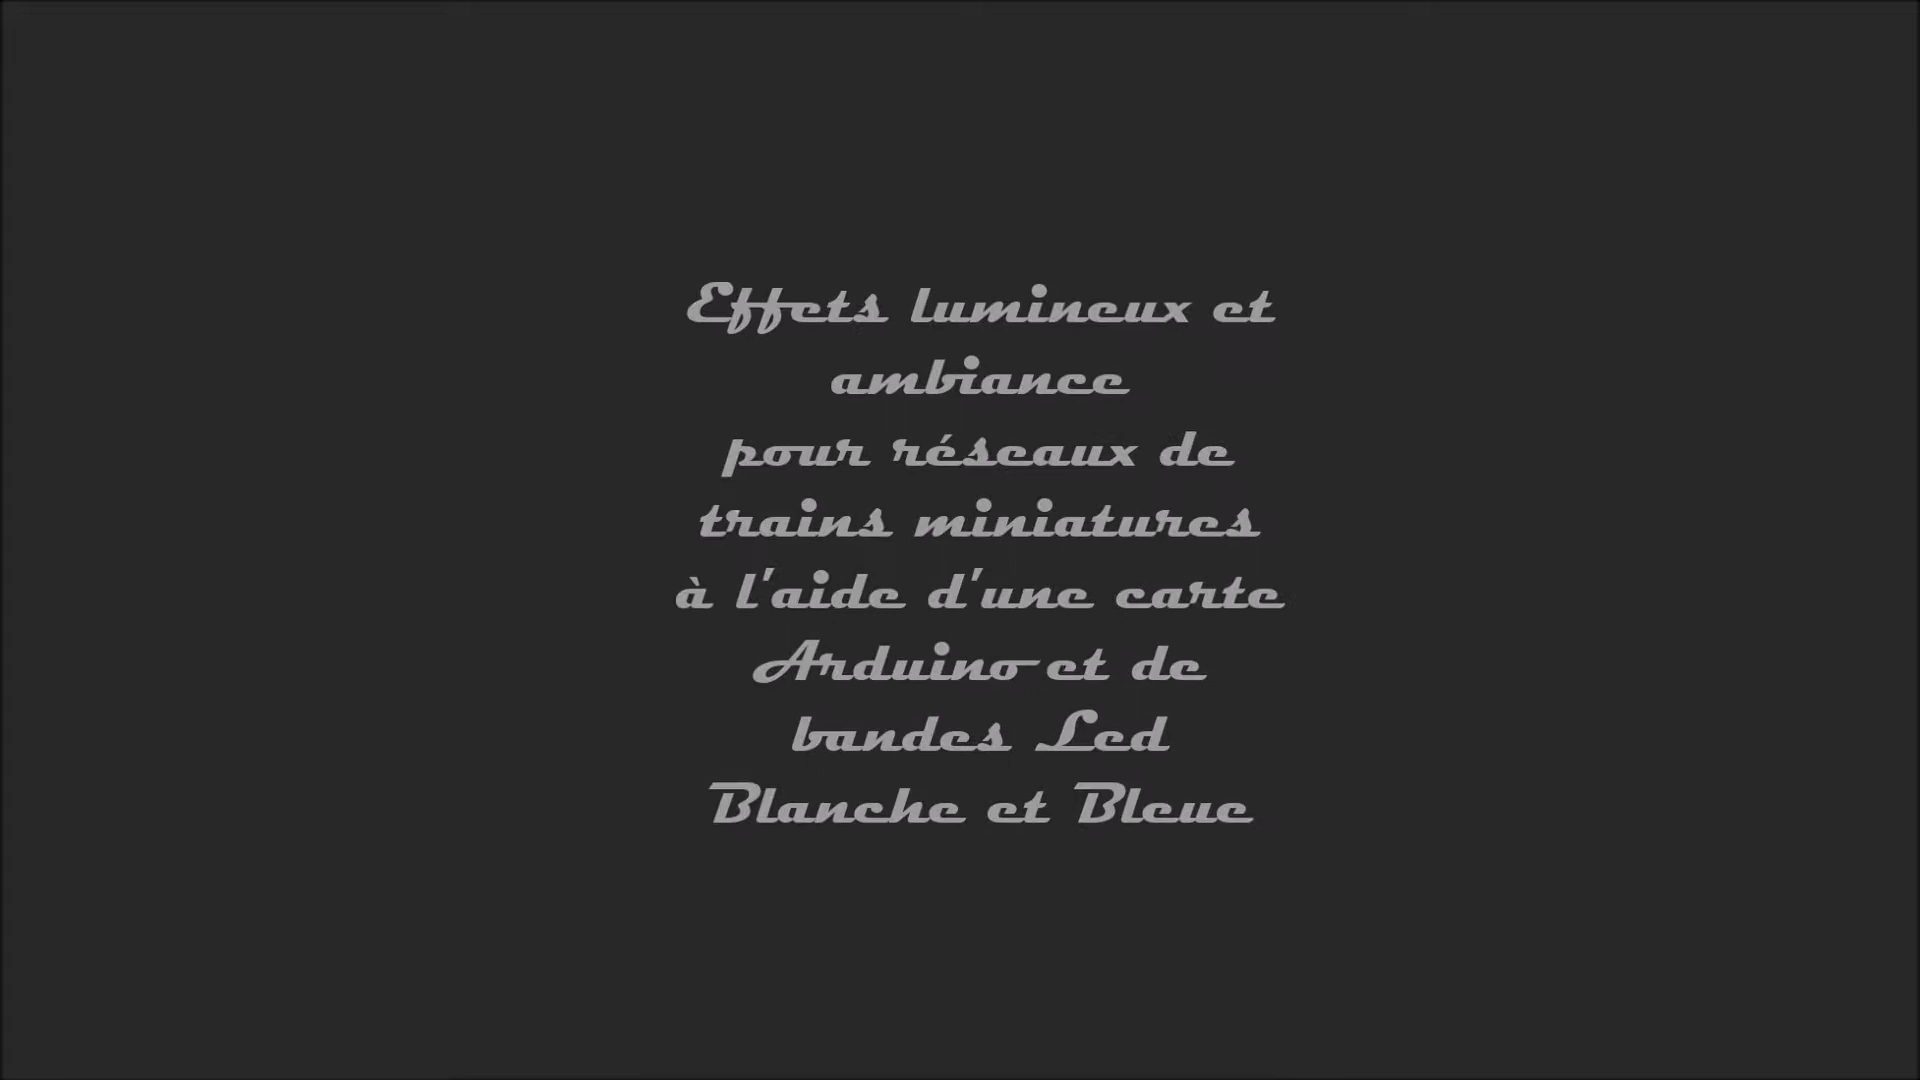 Effets lumineux et
ambiance
pour réseaux de
trains miniatures
à l'aide d'une carte
Arduino et de
bandes Led
Blanche et Bleue